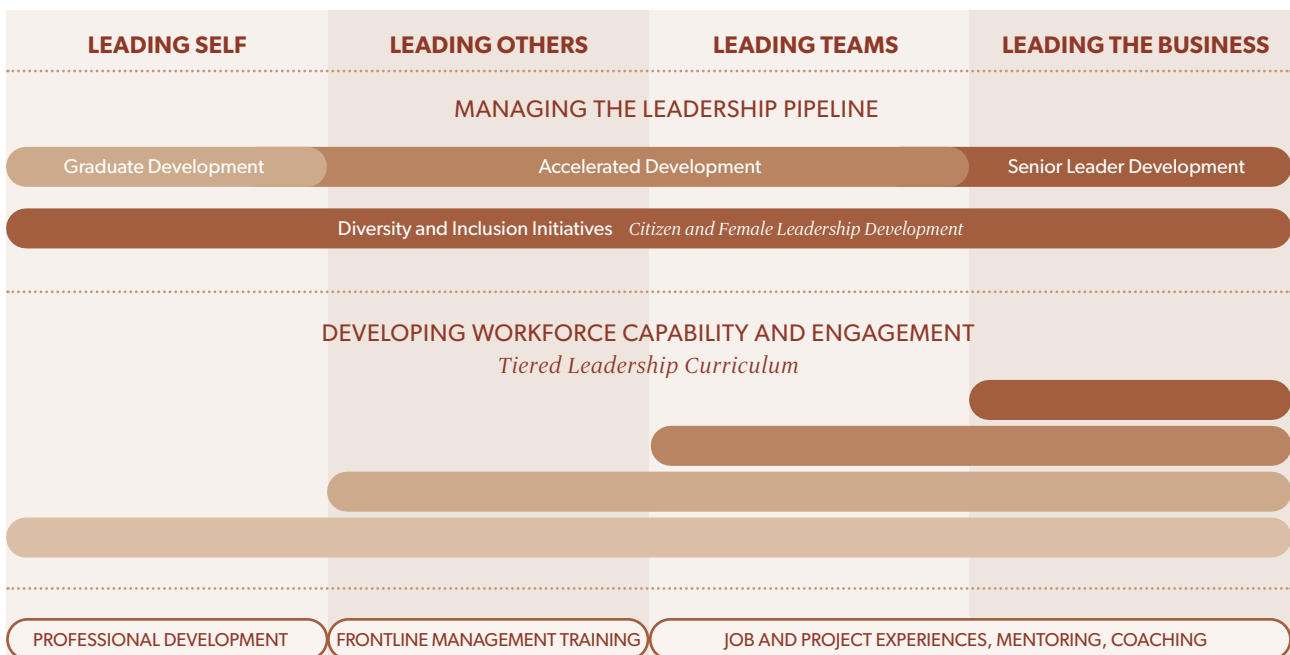 LEADING SELF
LEADING OTHERS
LEADING TEAMS
LEADING THE BUSINESS
MANAGING THE LEADERSHIP PIPELINE
Graduate Development
Accelerated Development
Senior Leader Development
Diversity and Inclusion Initiatives Citizen and Female Leadership Development
DEVELOPING WORKFORCE CAPABILITY AND ENGAGEMENT
Tiered Leadership Curriculum
PROFESSIONAL DEVELOPMENT
FRONTLINE MANAGEMENT TRAINING
JOB AND PROJECT EXPERIENCES, MENTORING, COACHING